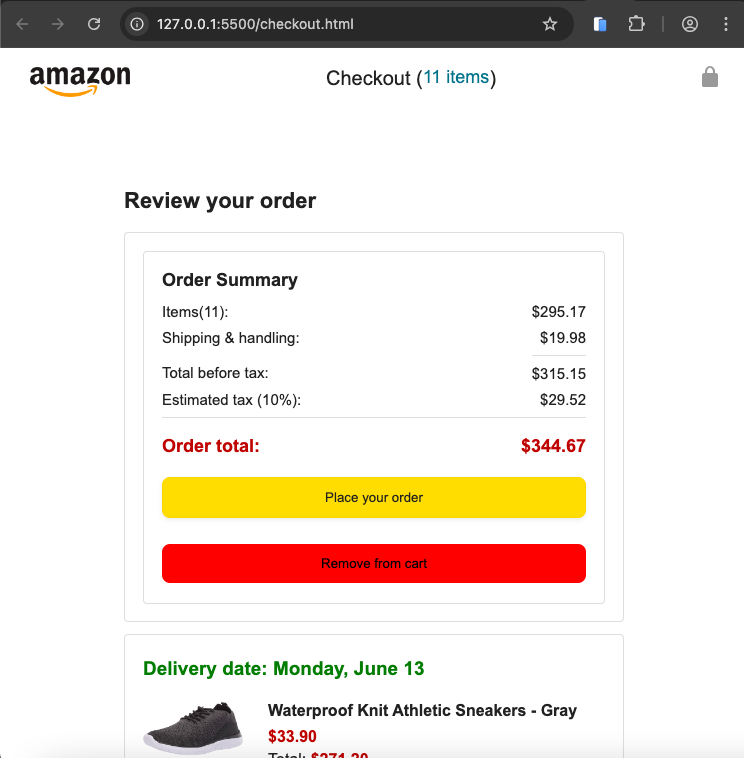 127.0.0.1:5500/checkout.html
amazon
Checkout (11 items)
Review your order
Order Summary
Items(11): $295.17
Shipping & handling: $19.98
Total before tax: $315.15
Estimated tax (10%): $29.52
Order total: $344.67
Place your order
Remove from cart
Delivery date: Monday, June 13
Waterproof Knit Athletic Sneakers - Gray
$33.90
Total: $271.20